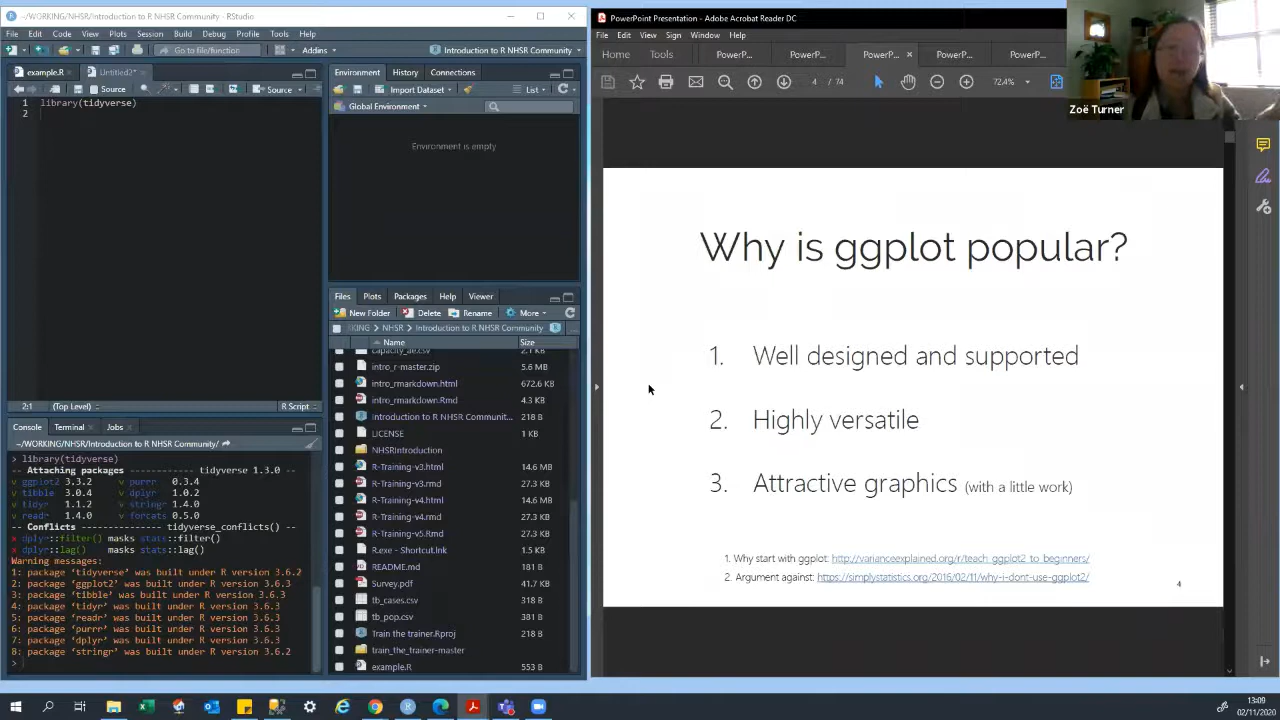 ~/WORKING/NHSR/Introduction to R NHSR Community - RStudio
File Edit Code View Plots Session Build Debug Profile Tools Help
Go to file/function
Addins
Introduction to R NHSR Community
example.R
Untitled2*
Source
Source
1 library(tidyverse)
2
2:1 (Top Level) R Script
Console Terminal Jobs
~/WORKING/NHSR/Introduction to R NHSR Community/
> library(tidyverse)
-- Attaching packages ----------- tidyverse 1.3.0 --
v ggplot2 3.3.2 v purrr 0.3.4
v tibble 3.0.4 v dplyr 1.0.2
v tidyr 1.1.2 v stringr 1.4.0
v readr 1.4.0 v forcats 0.5.0
-- Conflicts -------------- tidyverse_conflicts() --
x dplyr::filter() masks stats::filter()
x dplyr::lag() masks stats::lag()
Warning messages:
1: package ‘tidyverse’ was built under R version 3.6.2
2: package ‘ggplot2’ was built under R version 3.6.3
3: package ‘tibble’ was built under R version 3.6.3
4: package ‘tidyr’ was built under R version 3.6.3
5: package ‘readr’ was built under R version 3.6.3
6: package ‘purrr’ was built under R version 3.6.3
7: package ‘dplyr’ was built under R version 3.6.3
8: package ‘stringr’ was built under R version 3.6.2
>
Environment History Connections
Import Dataset List
Global Environment
Environment is empty
Files Plots Packages Help Viewer
New Folder Delete Rename More
KING > NHSR > Introduction to R NHSR Community
Name Size
capacity_ae.csv 2.1 KB
intro_r-master.zip 5.6 MB
intro_rmarkdown.html 672.6 KB
intro_rmarkdown.Rmd 4.3 KB
Introduction to R NHSR Communit... 218 B
LICENSE 1 KB
NHSRIntroduction
R-Training-v3.html 14.6 MB
R-Training-v3.rmd 27.3 KB
R-Training-v4.html 14.6 MB
R-Training-v4.rmd 27.3 KB
R-Training-v5.Rmd 27.3 KB
R.exe - Shortcut.lnk 1.5 KB
README.md 181 B
Survey.pdf 41.7 KB
tb_cases.csv 318 B
tb_pop.csv 381 B
Train the trainer.Rproj 218 B
train_the_trainer-master
example.R 553 B
PowerPoint Presentation - Adobe Acrobat Reader DC
File Edit View Sign Window Help
Home Tools PowerP... PowerP... PowerP... × PowerP... PowerP...
4 / 74 72.4%
Zoë Turner
Why is ggplot popular?
1. Well designed and supported
2. Highly versatile
3. Attractive graphics (with a little work)
1. Why start with ggplot: http://varianceexplained.org/r/teach_ggplot2_to_beginners/
2. Argument against: https://simplystatistics.org/2016/02/11/why-i-dont-use-ggplot2/
4
13:09
02/11/2020